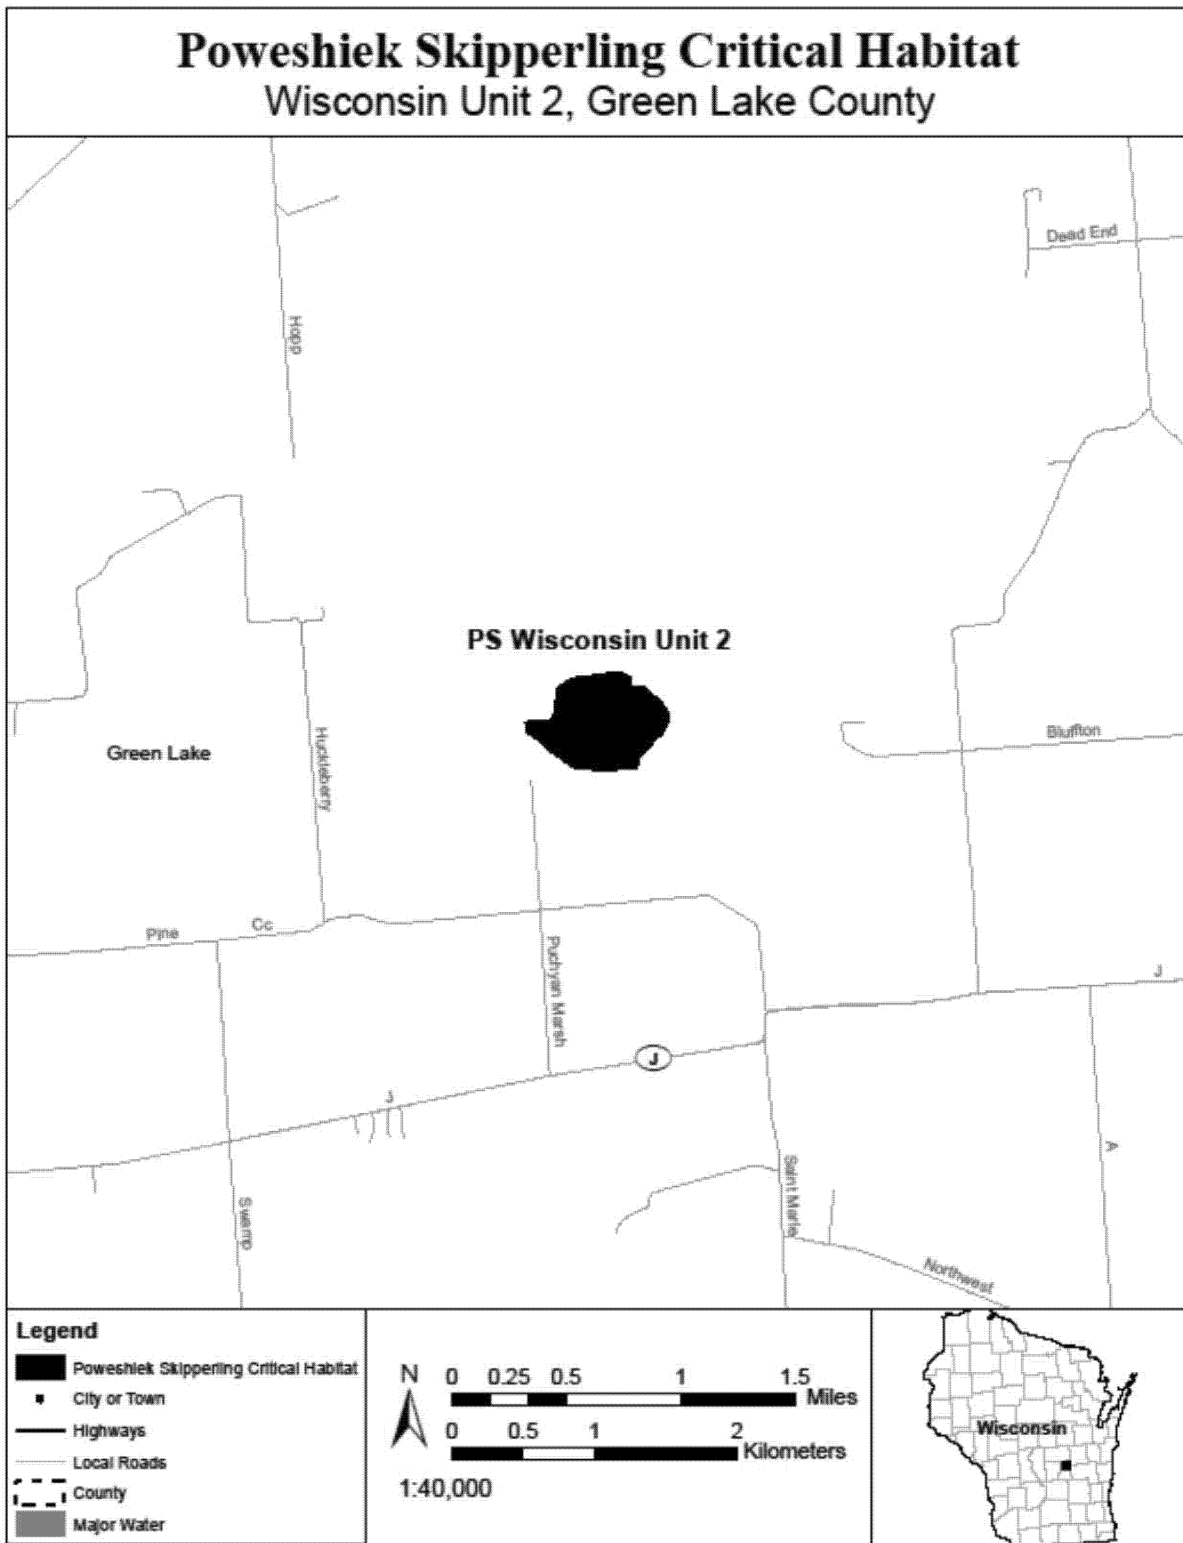 Poweshiek Skipperling Critical Habitat
Wisconsin Unit 2, Green Lake County
Dead End
Hopp
PS Wisconsin Unit 2
Green Lake
Huckleberry
Bluffton
Pine
Cc
Puchyan Marsh
J
J
J
Saint Marie
A
Swamp
Northwest
Legend
Poweshiek Skipperling Critical Habitat
City or Town
Highways
Local Roads
County
Major Water
N
0 0.25 0.5 1 1.5
Miles
0 0.5 1 2
Kilometers
1:40,000
Wisconsin